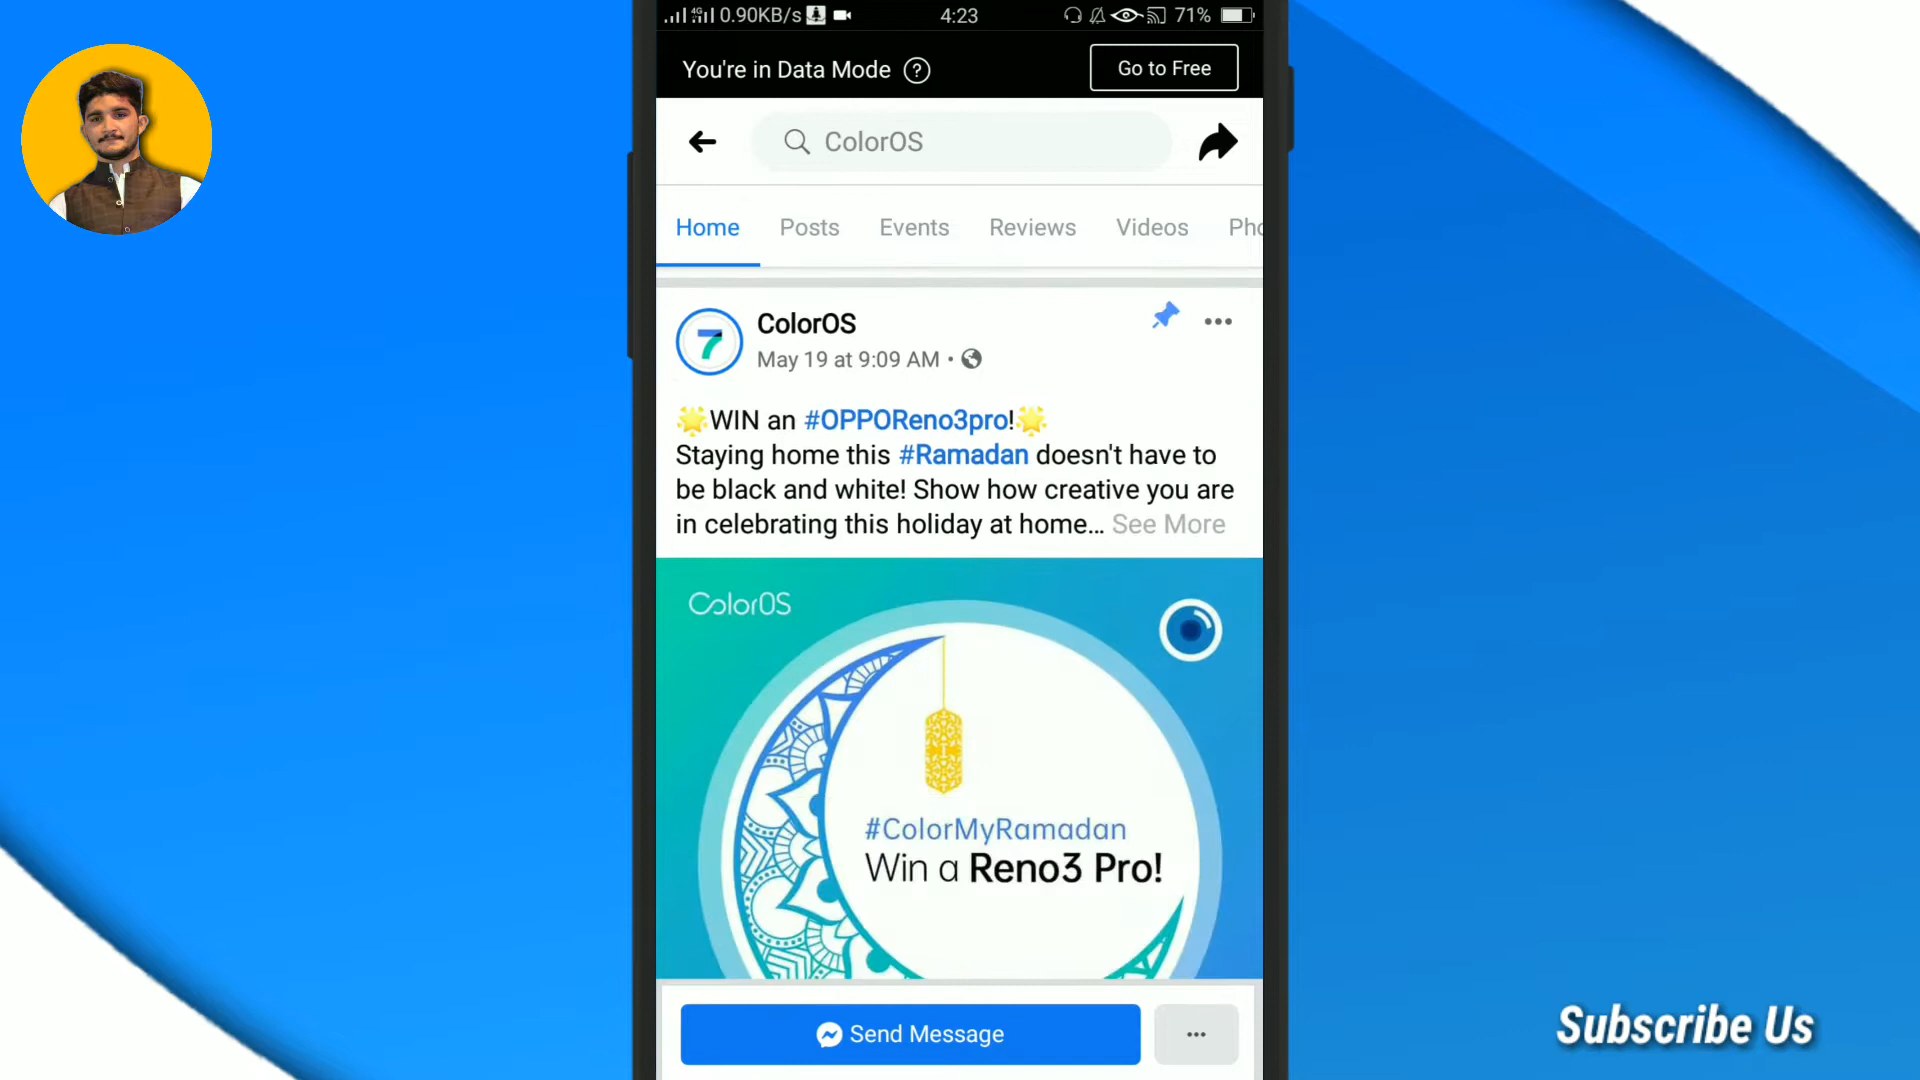 4G 0.90KB/s 4:23 71%
You're in Data Mode ? Go to Free
ColorOS
Home Posts Events Reviews Videos Pho
7
ColorOS
May 19 at 9:09 AM •
🌟WIN an #OPPOReno3pro!🌟
Staying home this #Ramadan doesn't have to
be black and white! Show how creative you are
in celebrating this holiday at home... See More
ColorOS
#ColorMyRamadan
Win a Reno3 Pro!
Send Message
Subscribe Us